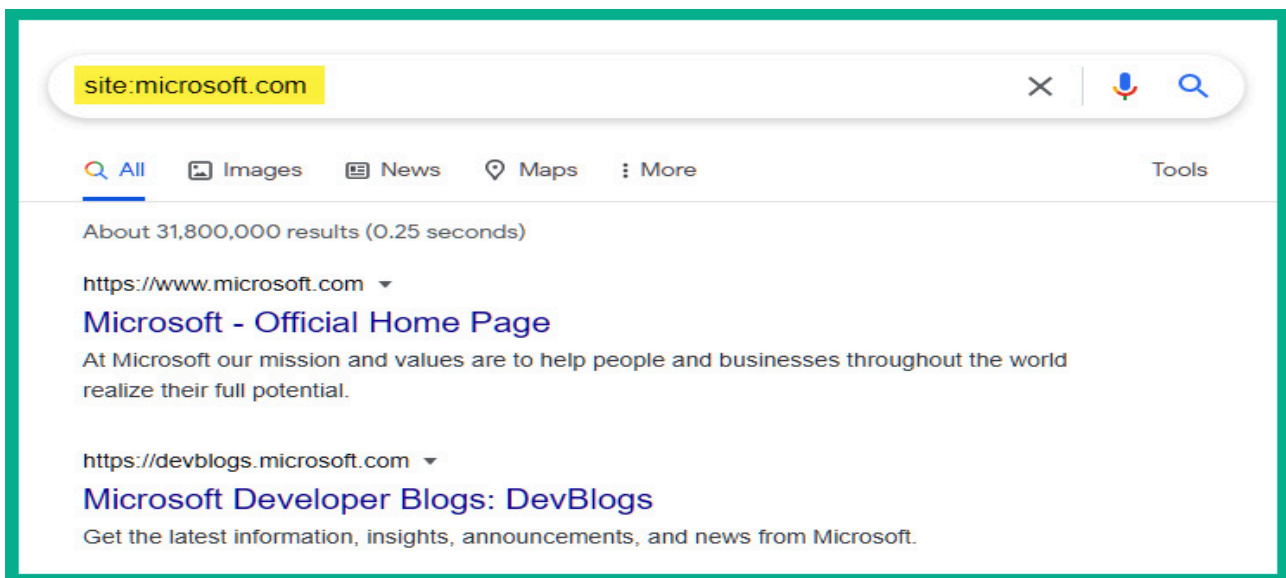 site:microsoft.com
All Images News Maps More Tools
About 31,800,000 results (0.25 seconds)
https://www.microsoft.com
Microsoft - Official Home Page
At Microsoft our mission and values are to help people and businesses throughout the world
realize their full potential.
https://devblogs.microsoft.com
Microsoft Developer Blogs: DevBlogs
Get the latest information, insights, announcements, and news from Microsoft.